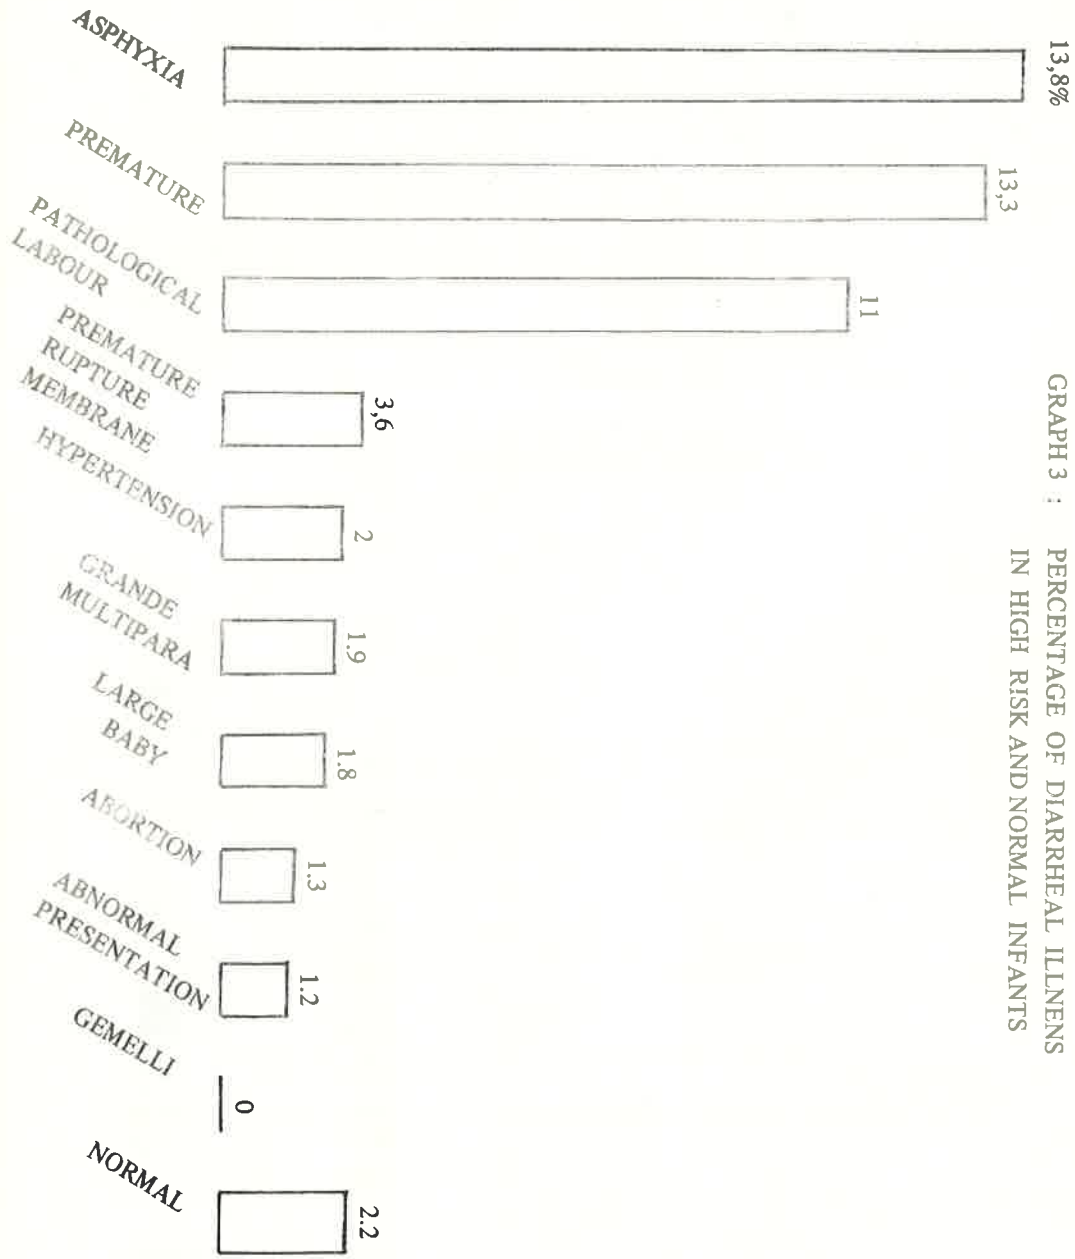 GRAPH 3 : PERCENTAGE OF DIARRHEAL ILLNENS
IN HIGH RISK AND NORMAL INFANTS
13,8%
13,3
11
3,6
2
1.9
1.8
1.3
1.2
0
2.2
ASPHYXIA
PREMATURE
PATHOLOGICAL
LABOUR
PREMATURE
RUPTURE
MEMBRANE
HYPERTENSION
GRANDE
MULTIPARA
LARGE
BABY
ABORTION
ABNORMAL
PRESENTATION
GEMELLI
NORMAL